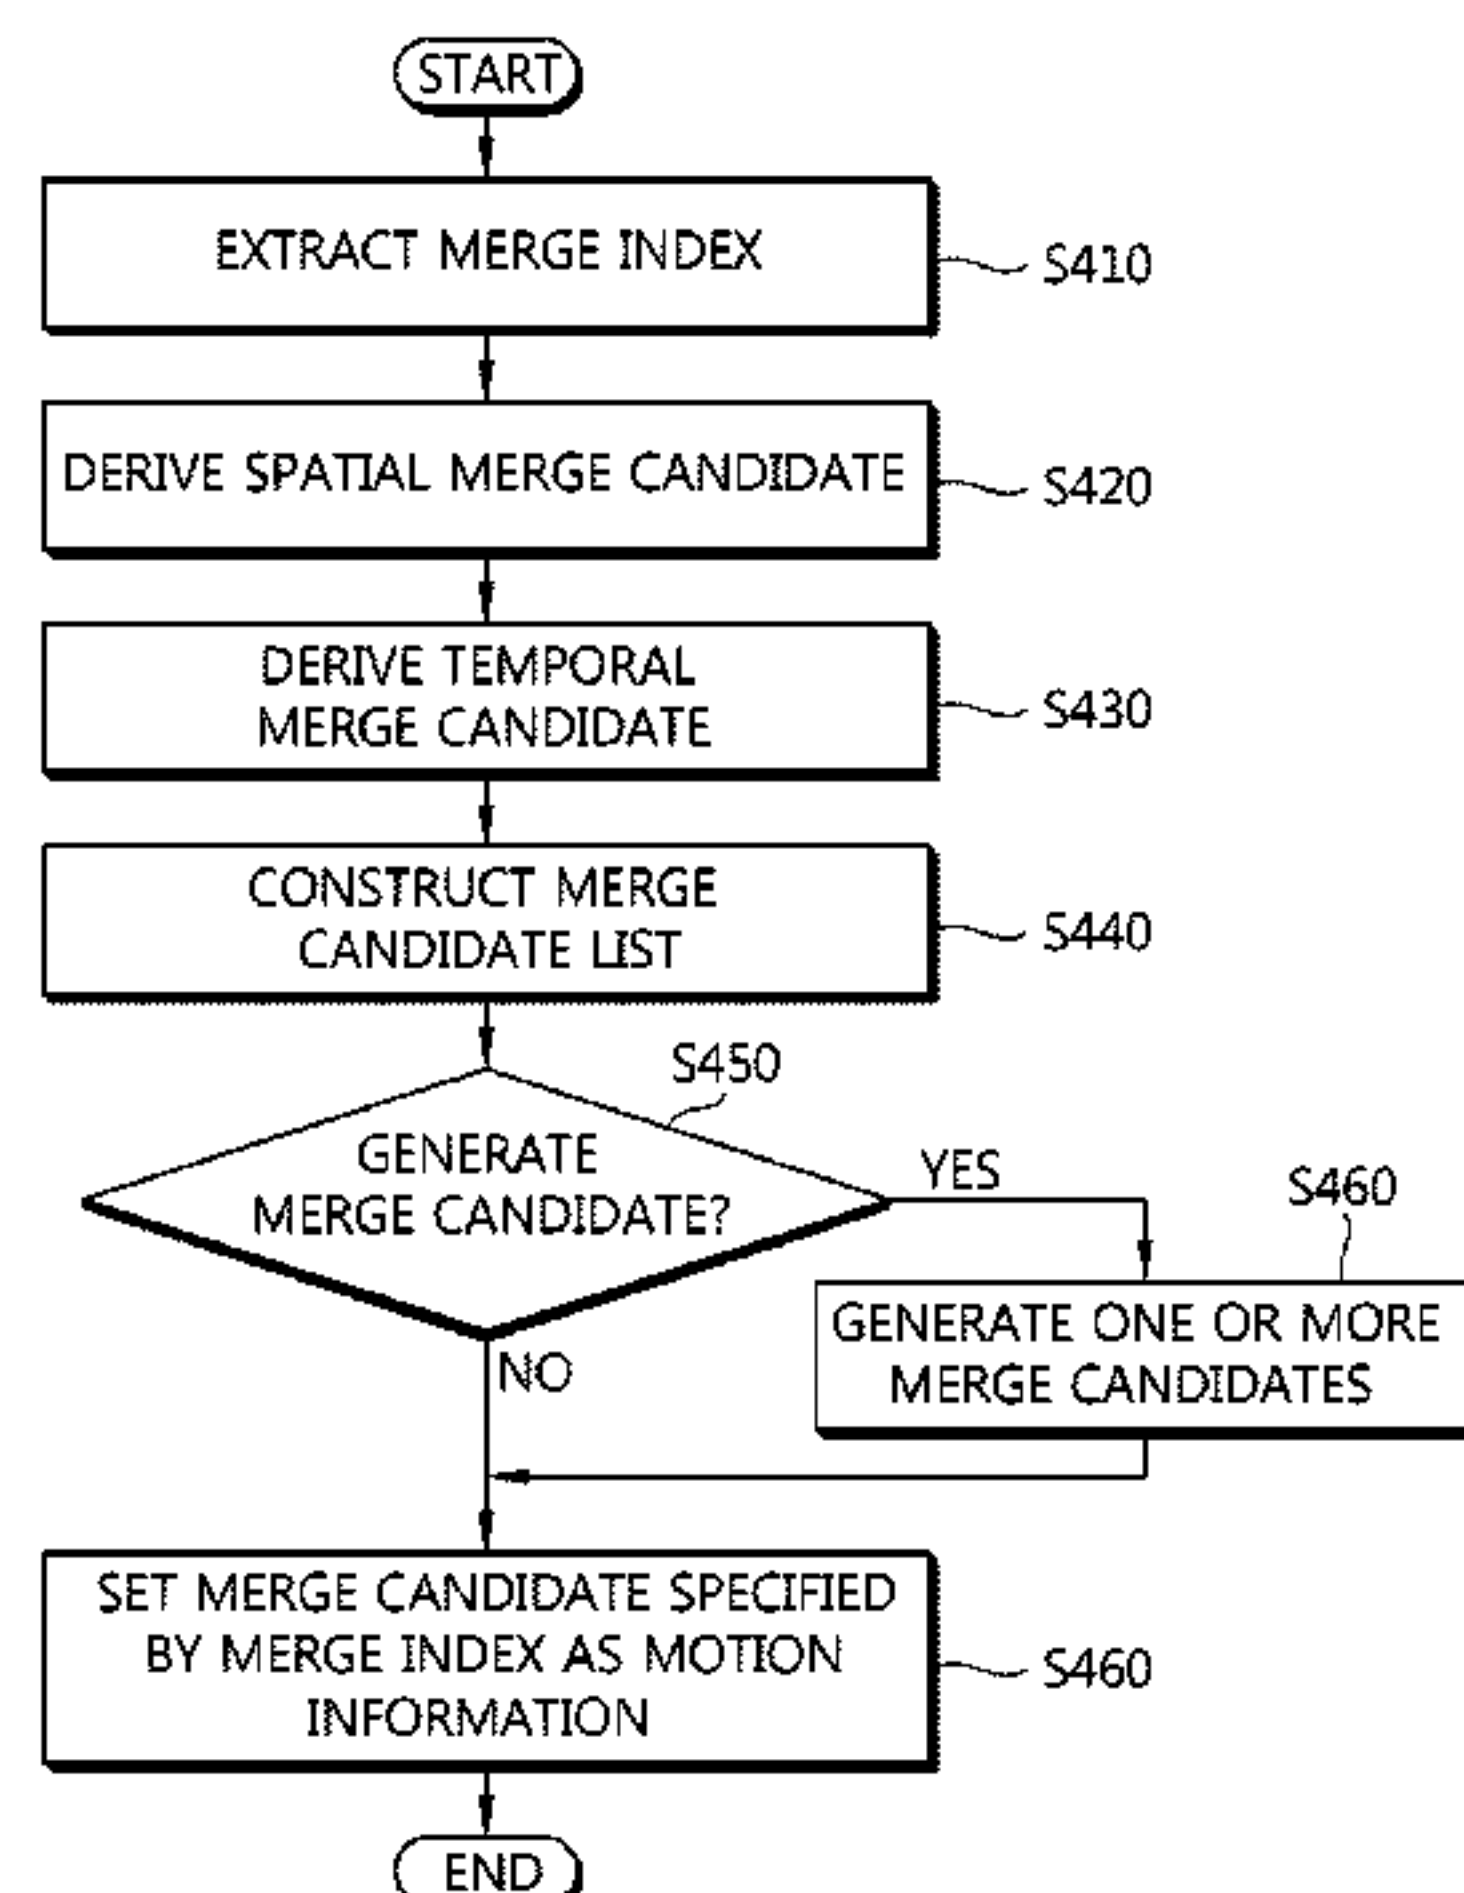 START
EXTRACT MERGE INDEX
S410
DERIVE SPATIAL MERGE CANDIDATE
S420
DERIVE TEMPORAL
MERGE CANDIDATE
S430
CONSTRUCT MERGE
CANDIDATE LIST
S440
S450
GENERATE
MERGE CANDIDATE?
YES
S460
GENERATE ONE OR MORE
MERGE CANDIDATES
NO
SET MERGE CANDIDATE SPECIFIED
BY MERGE INDEX AS MOTION
INFORMATION
S460
END